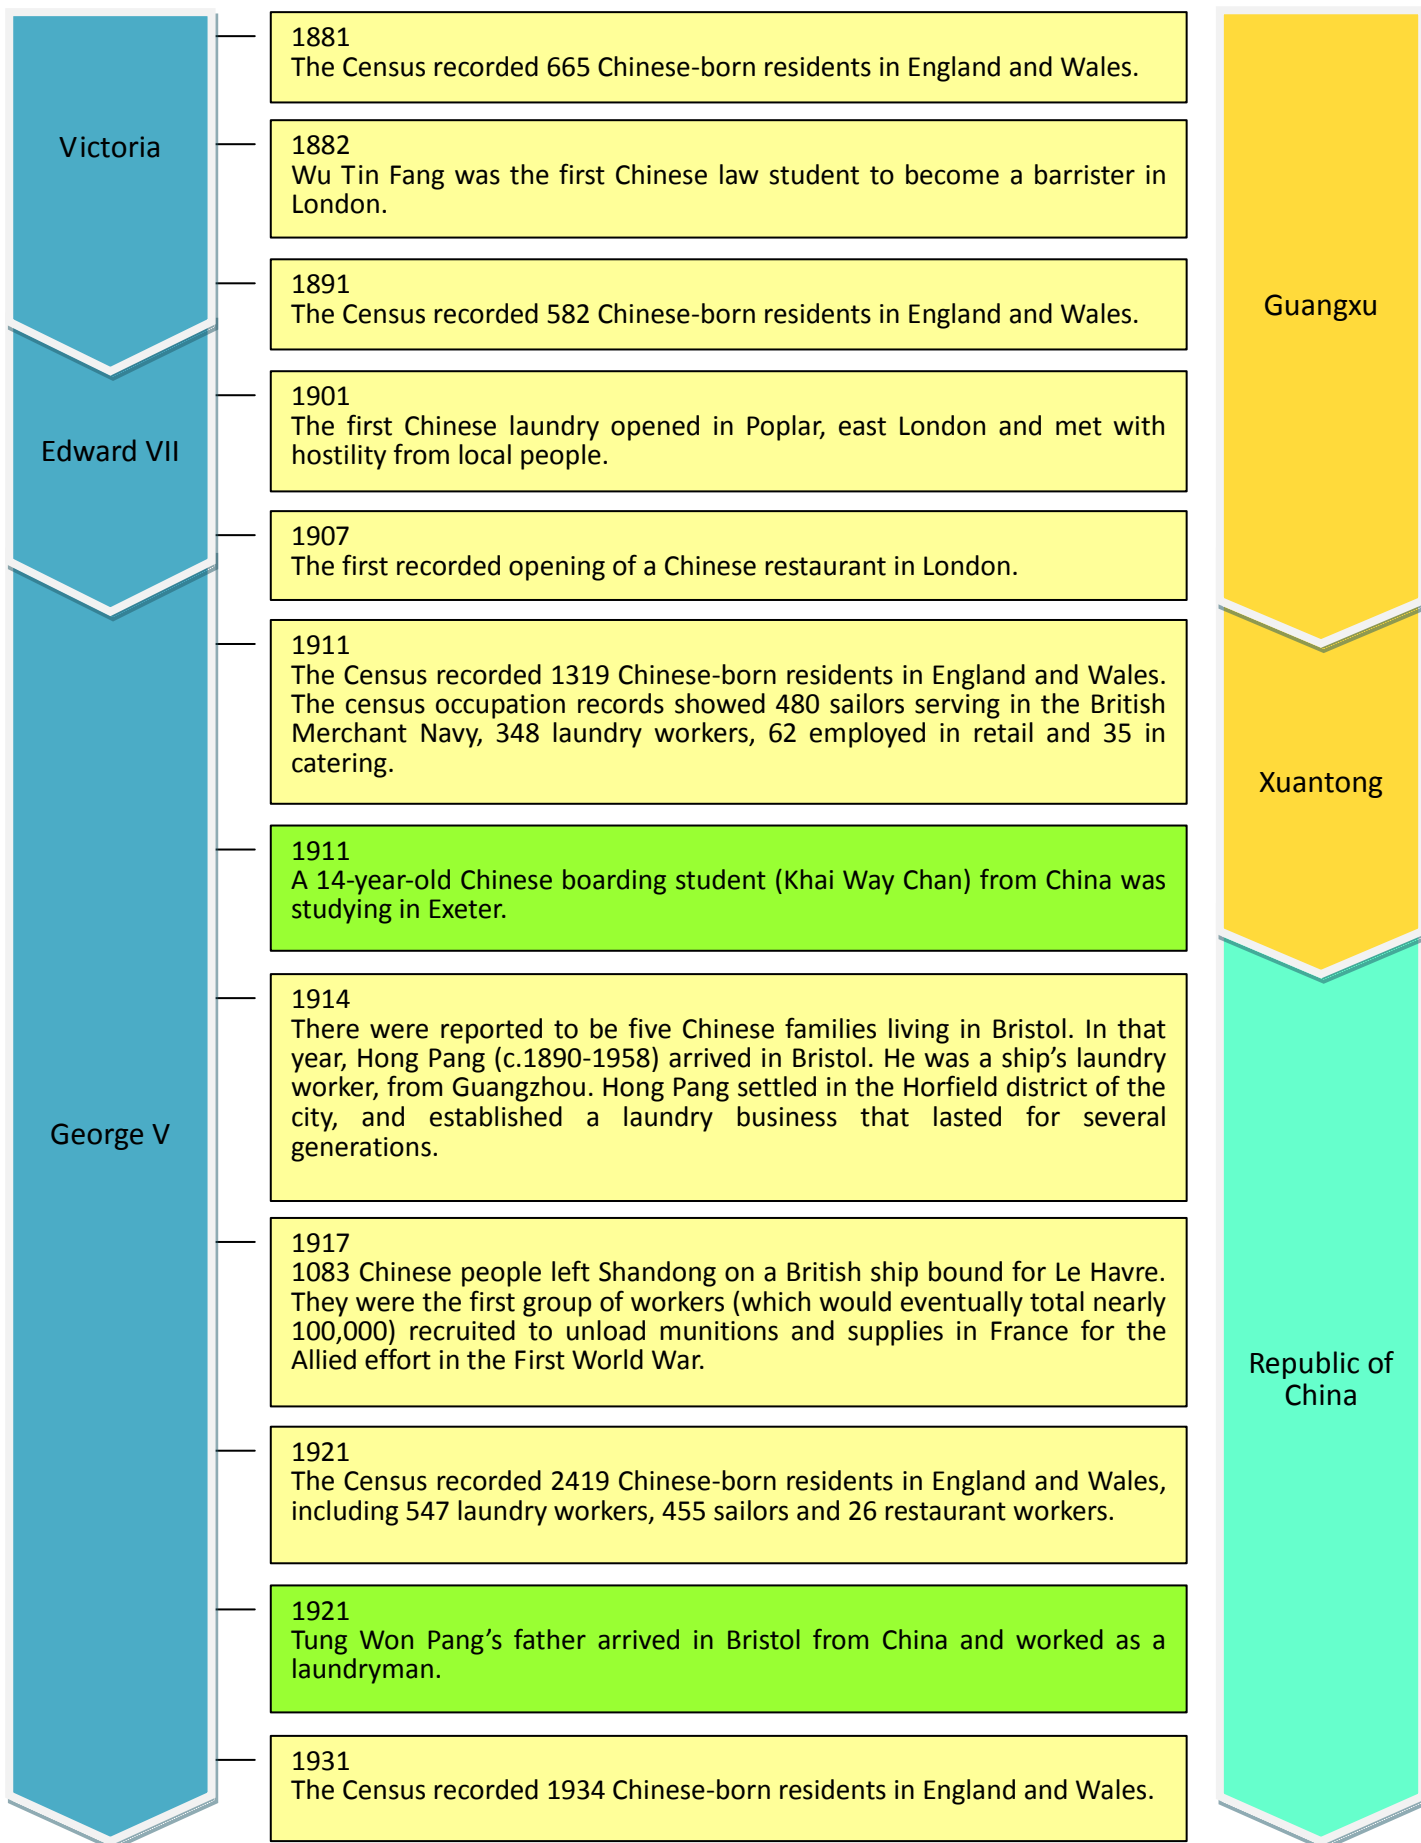 Victoria
Edward VII
George V
1881
The Census recorded 665 Chinese-born residents in England and Wales.
1882
Wu Tin Fang was the first Chinese law student to become a barrister in
London.
1891
The Census recorded 582 Chinese-born residents in England and Wales.
1901
The first Chinese laundry opened in Poplar, east London and met with
hostility from local people.
1907
The first recorded opening of a Chinese restaurant in London.
1911
The Census recorded 1319 Chinese-born residents in England and Wales.
The census occupation records showed 480 sailors serving in the British
Merchant Navy, 348 laundry workers, 62 employed in retail and 35 in
catering.
1911
A 14-year-old Chinese boarding student (Khai Way Chan) from China was
studying in Exeter.
1914
There were reported to be five Chinese families living in Bristol. In that
year, Hong Pang (c.1890-1958) arrived in Bristol. He was a ship’s laundry
worker, from Guangzhou. Hong Pang settled in the Horfield district of the
city, and established a laundry business that lasted for several
generations.
1917
1083 Chinese people left Shandong on a British ship bound for Le Havre.
They were the first group of workers (which would eventually total nearly
100,000) recruited to unload munitions and supplies in France for the
Allied effort in the First World War.
1921
The Census recorded 2419 Chinese-born residents in England and Wales,
including 547 laundry workers, 455 sailors and 26 restaurant workers.
1921
Tung Won Pang’s father arrived in Bristol from China and worked as a
laundryman.
1931
The Census recorded 1934 Chinese-born residents in England and Wales.
Guangxu
Xuantong
Republic of
China